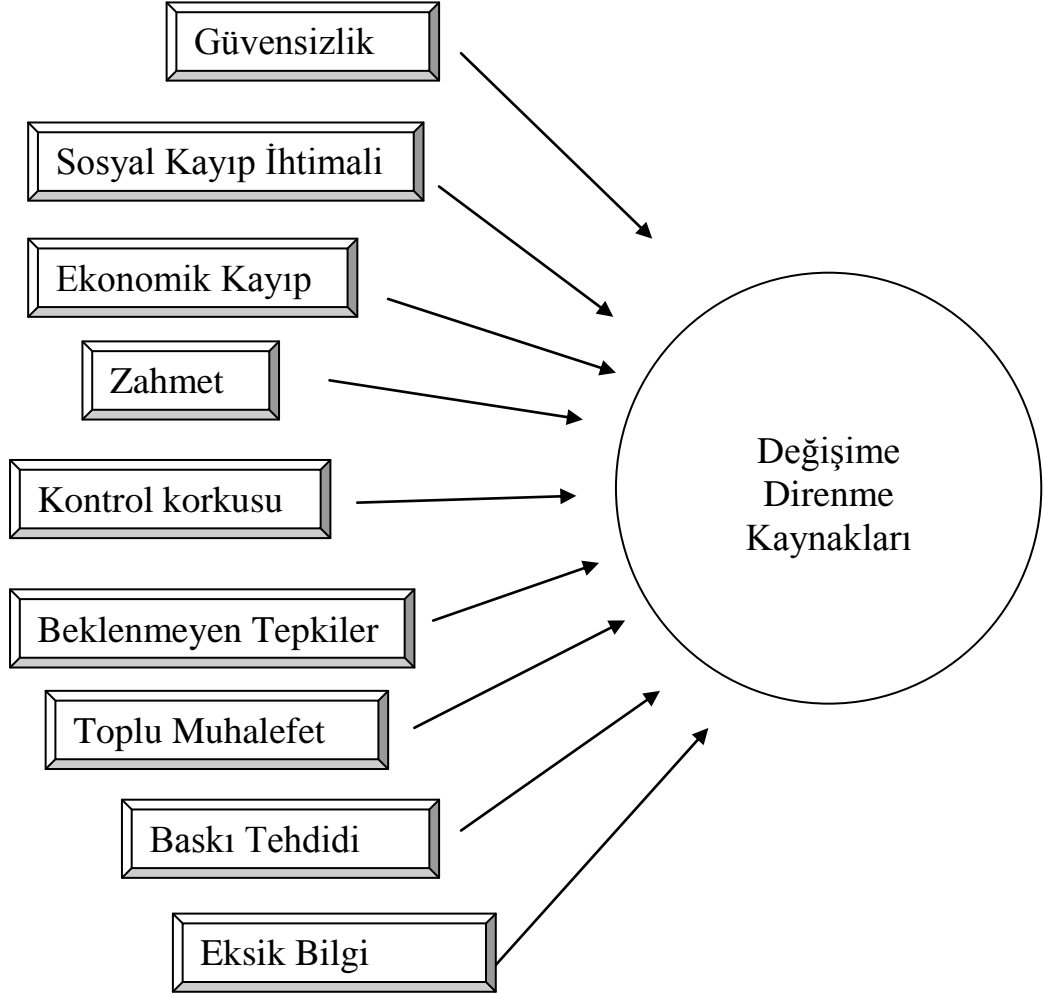 Güvensizlik
Sosyal Kayıp İhtimali
Ekonomik Kayıp
Zahmet
Kontrol korkusu
Beklenmeyen Tepkiler
Toplu Muhalefet
Baskı Tehdidi
Eksik Bilgi
Değişime
Direnme
Kaynakları